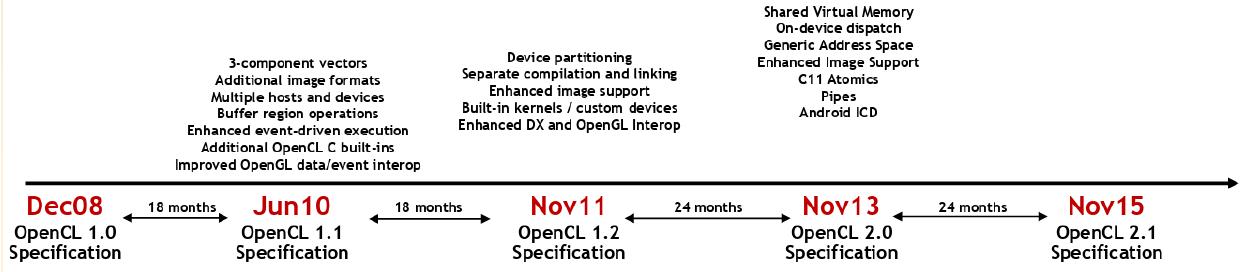 3-component vectors
Additional image formats
Multiple hosts and devices
Buffer region operations
Enhanced event-driven execution
Additional OpenCL C built-ins
Improved OpenGL data/event interop
Device partitioning
Separate compilation and linking
Enhanced image support
Built-in kernels / custom devices
Enhanced DX and OpenGL Interop
Shared Virtual Memory
On-device dispatch
Generic Address Space
Enhanced Image Support
C11 Atomics
Pipes
Android ICD
Dec08
OpenCL 1.0
Specification
18 months
Jun10
OpenCL 1.1
Specification
18 months
Nov11
OpenCL 1.2
Specification
24 months
Nov13
OpenCL 2.0
Specification
24 months
Nov15
OpenCL 2.1
Specification